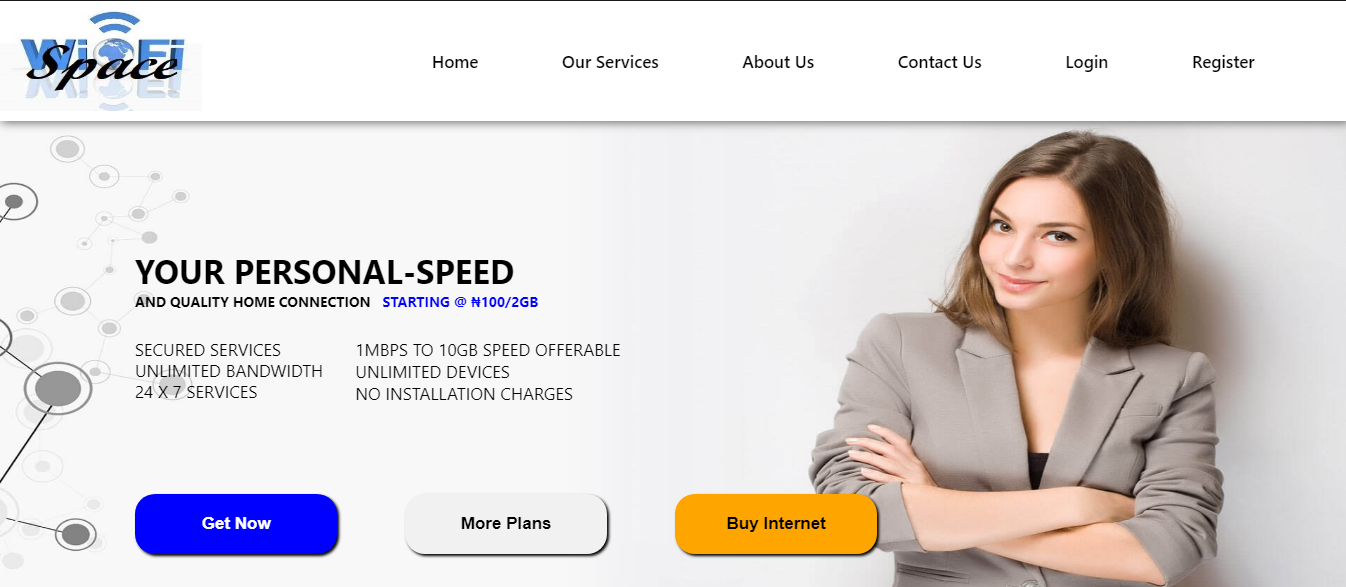 WiFi
Space
Home
Our Services
About Us
Contact Us
Login
Register
YOUR PERSONAL-SPEED
AND QUALITY HOME CONNECTION STARTING @ ₦100/2GB
SECURED SERVICES
UNLIMITED BANDWIDTH
24 X 7 SERVICES
1MBPS TO 10GB SPEED OFFERABLE
UNLIMITED DEVICES
NO INSTALLATION CHARGES
Get Now
More Plans
Buy Internet